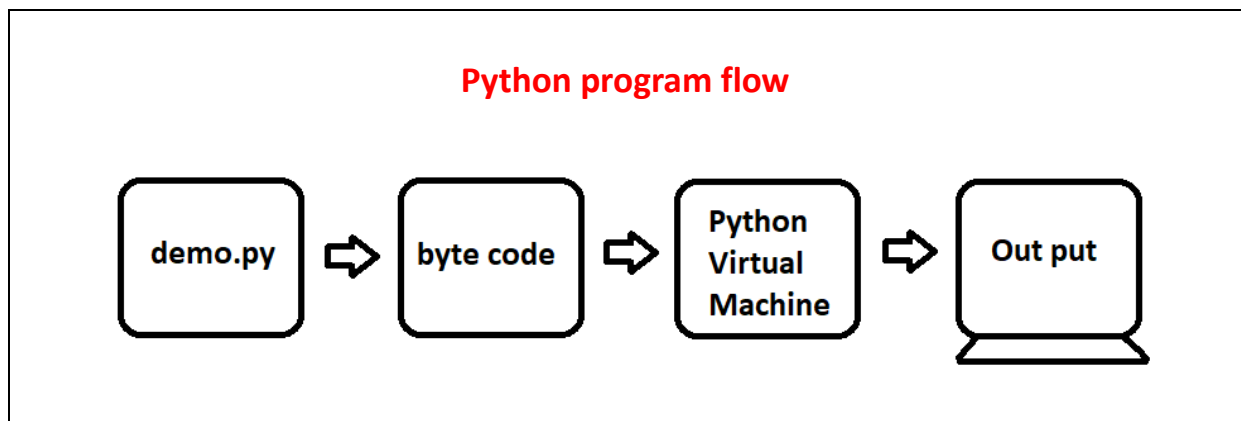 Python program flow
demo.py
byte code
Python
Virtual
Machine
Out put